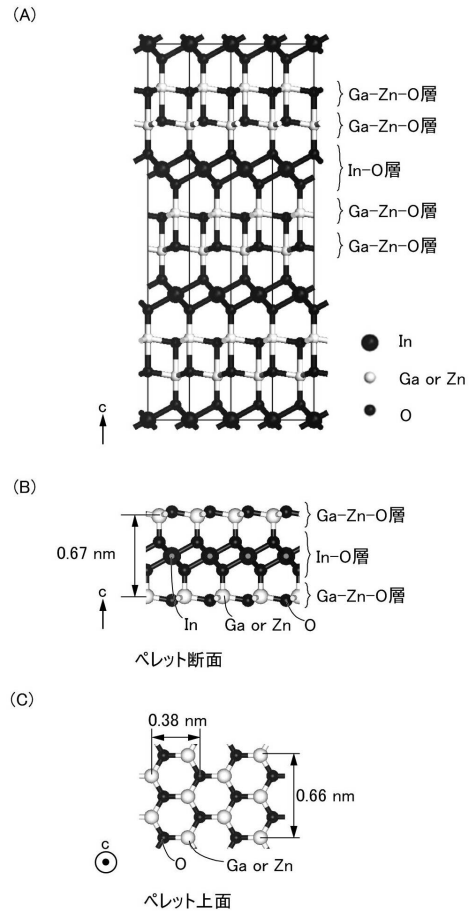 (A)
Ga-Zn-O層
Ga-Zn-O層
In-O層
Ga-Zn-O層
Ga-Zn-O層
In
Ga or Zn
O
c
(B)
0.67 nm
Ga-Zn-O層
In-O層
Ga-Zn-O層
c
In
Ga or Zn
O
ペレット断面
(C)
0.38 nm
0.66 nm
c
O
Ga or Zn
ペレット上面